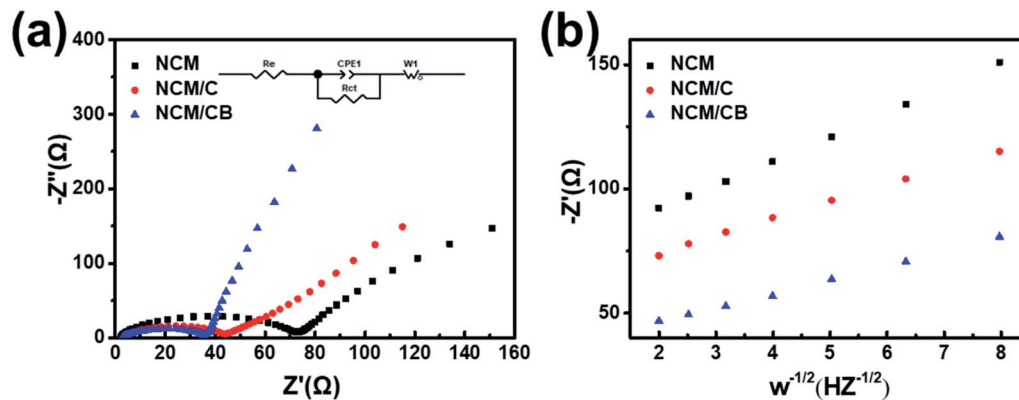 (a)
400
300
200
100
0
-Z''(Ω)
NCM
NCM/C
NCM/CB
Re
CPE1
W1
Rct
0 20 40 60 80 100 120 140 160
Z'(Ω)
(b)
150
100
50
-Z'(Ω)
NCM
NCM/C
NCM/CB
2 3 4 5 6 7 8
w-1/2(HZ-1/2)